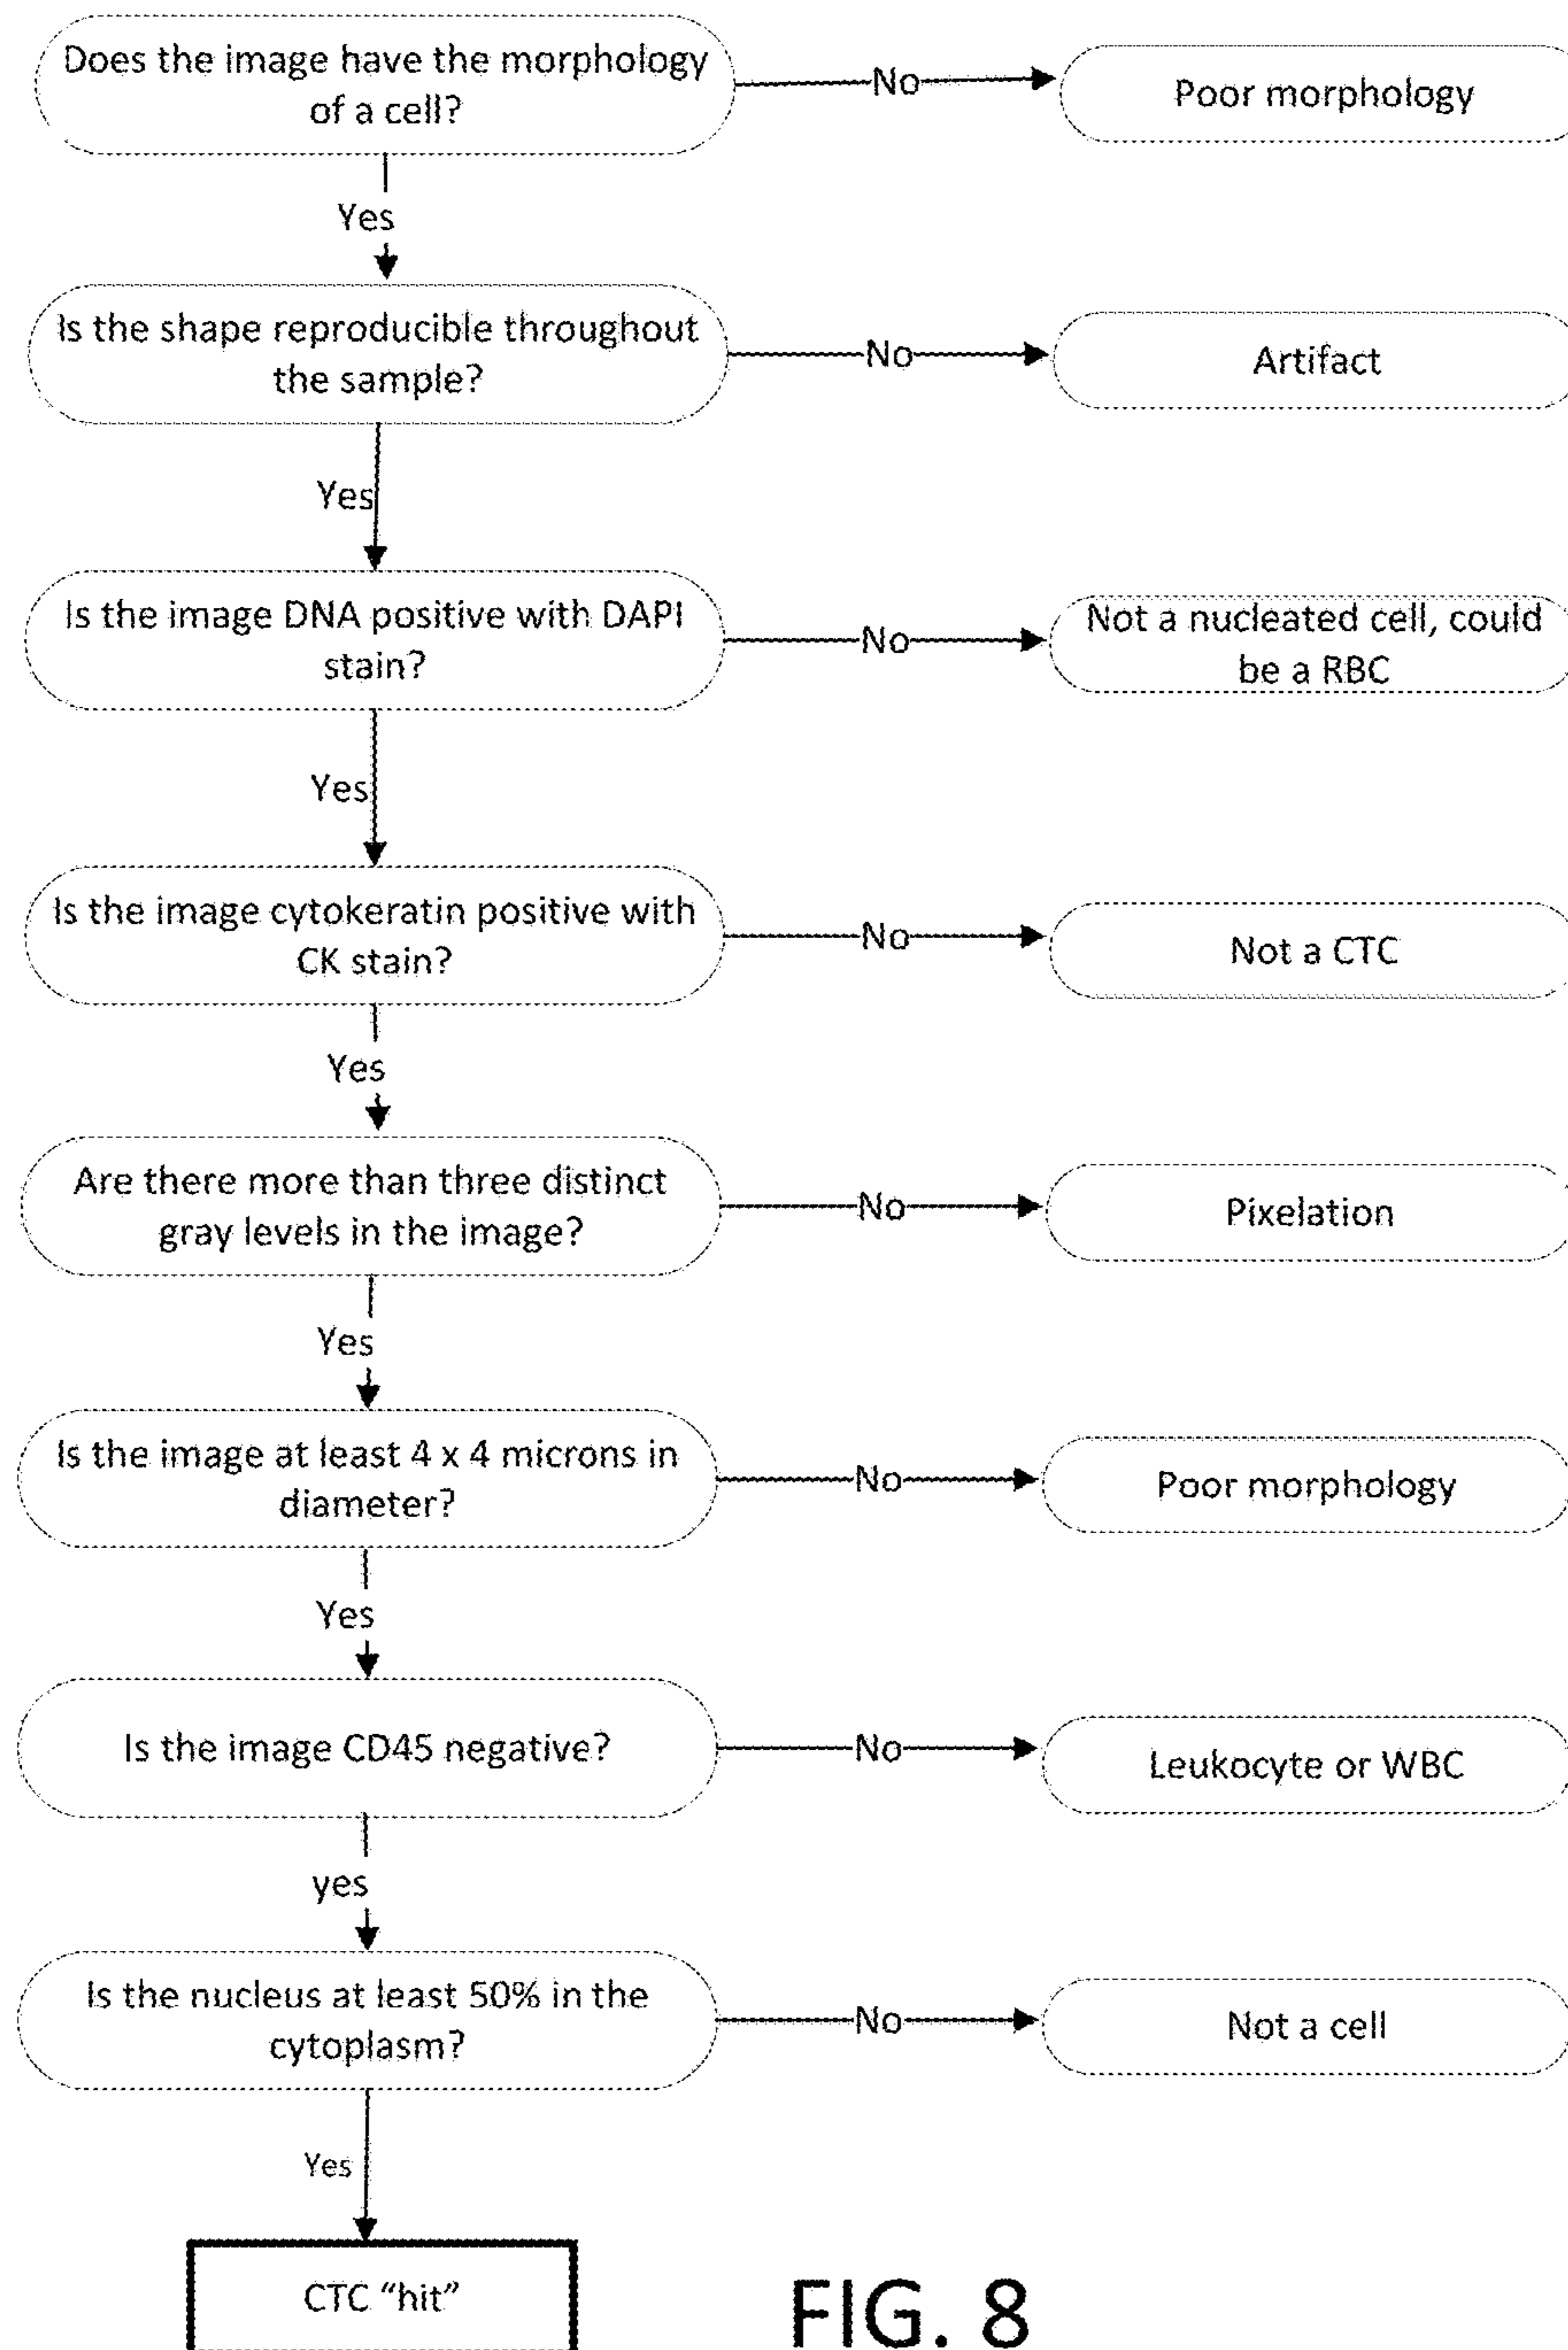 Does the image have the morphology
of a cell?
No
Poor morphology
Yes
Is the shape reproducible throughout
the sample?
No
Artifact
Yes
Is the image DNA positive with DAPI
stain?
No
Not a nucleated cell, could
be a RBC
Yes
Is the image cytokeratin positive with
CK stain?
No
Not a CTC
Yes
Are there more than three distinct
gray levels in the image?
No
Pixelation
Yes
Is the image at least 4 x 4 microns in
diameter?
No
Poor morphology
Yes
Is the image CD45 negative?
No
Leukocyte or WBC
yes
Is the nucleus at least 50% in the
cytoplasm?
No
Not a cell
Yes
CTC “hit”
FIG. 8